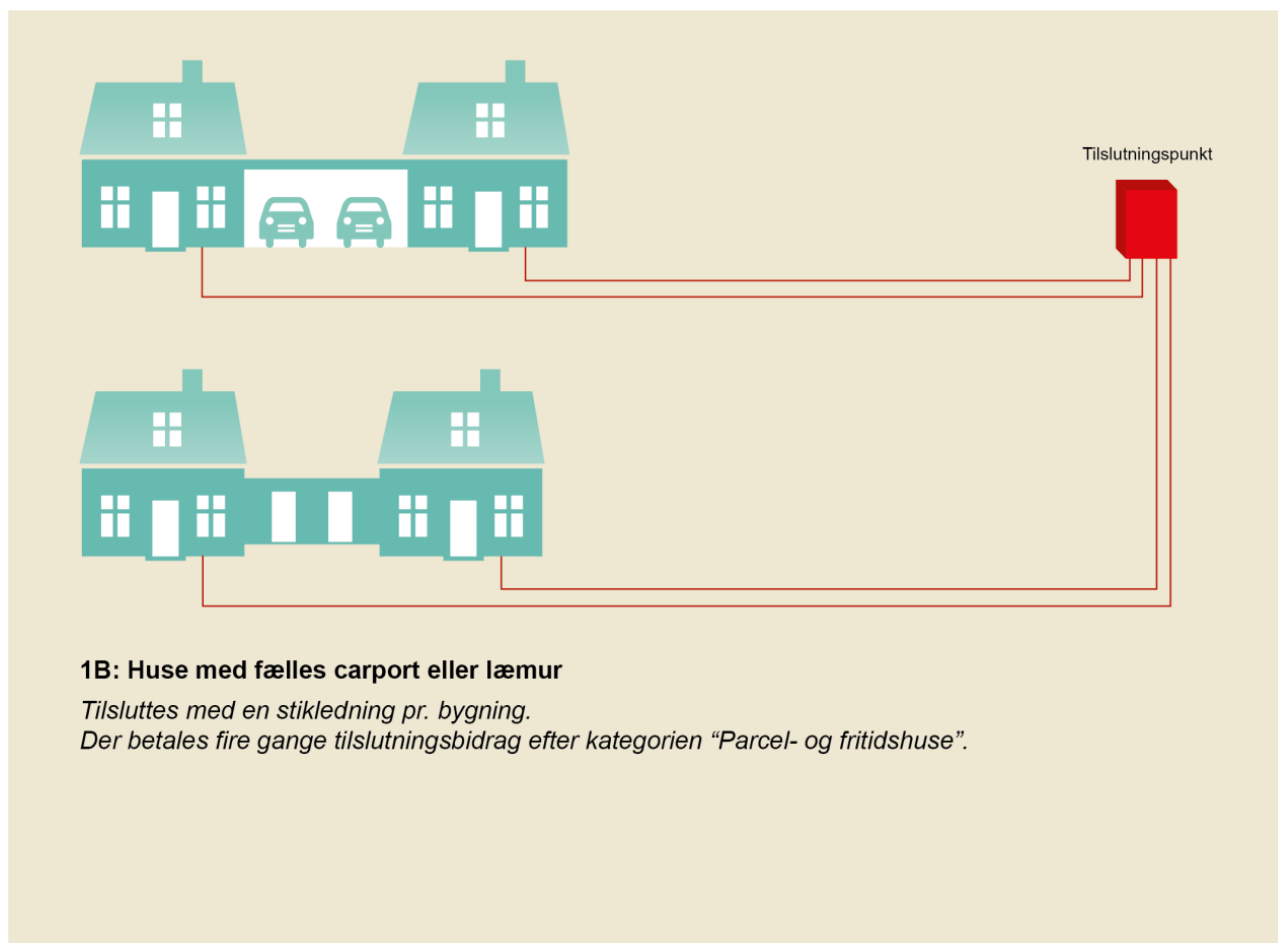 Tilslutningspunkt
1B: Huse med fælles carport eller læmur
Tilsluttes med en stikledning pr. bygning.
Der betales fire gange tilslutningsbidrag efter kategorien “Parcel- og fritidshuse”.